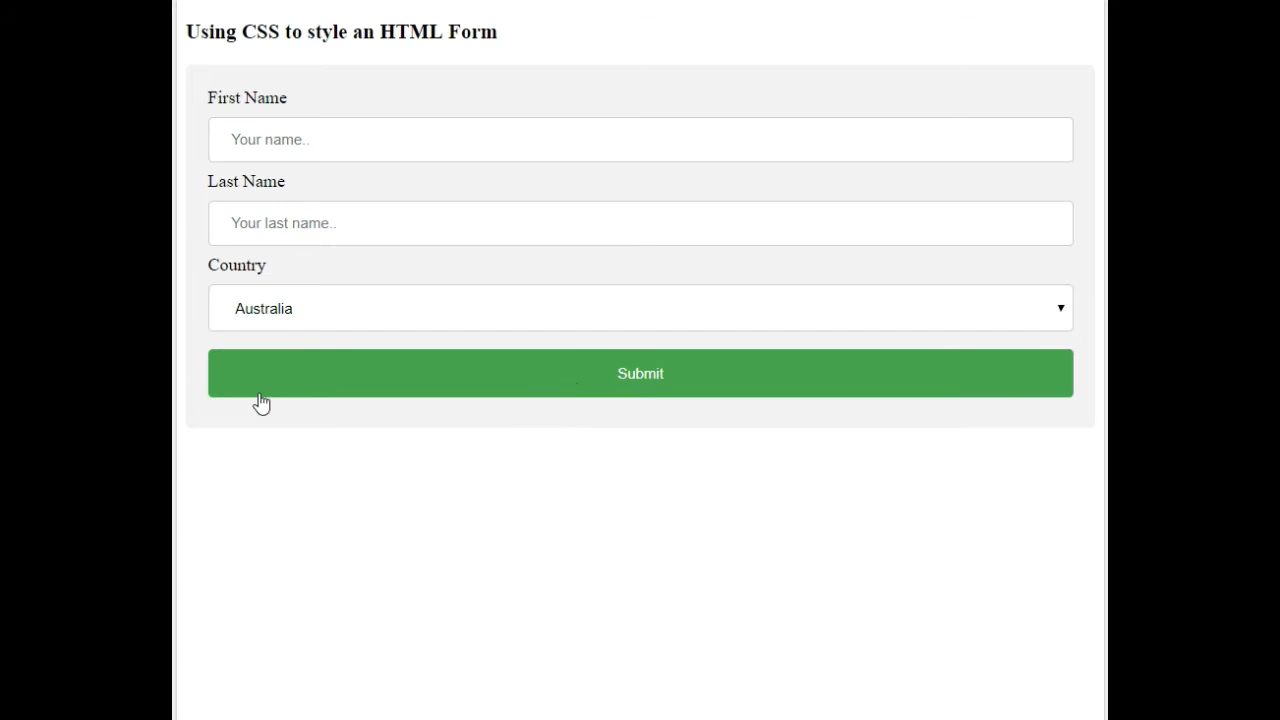 Using CSS to style an HTML Form
First Name
Your name..
Last Name
Your last name..
Country
Australia
Submit